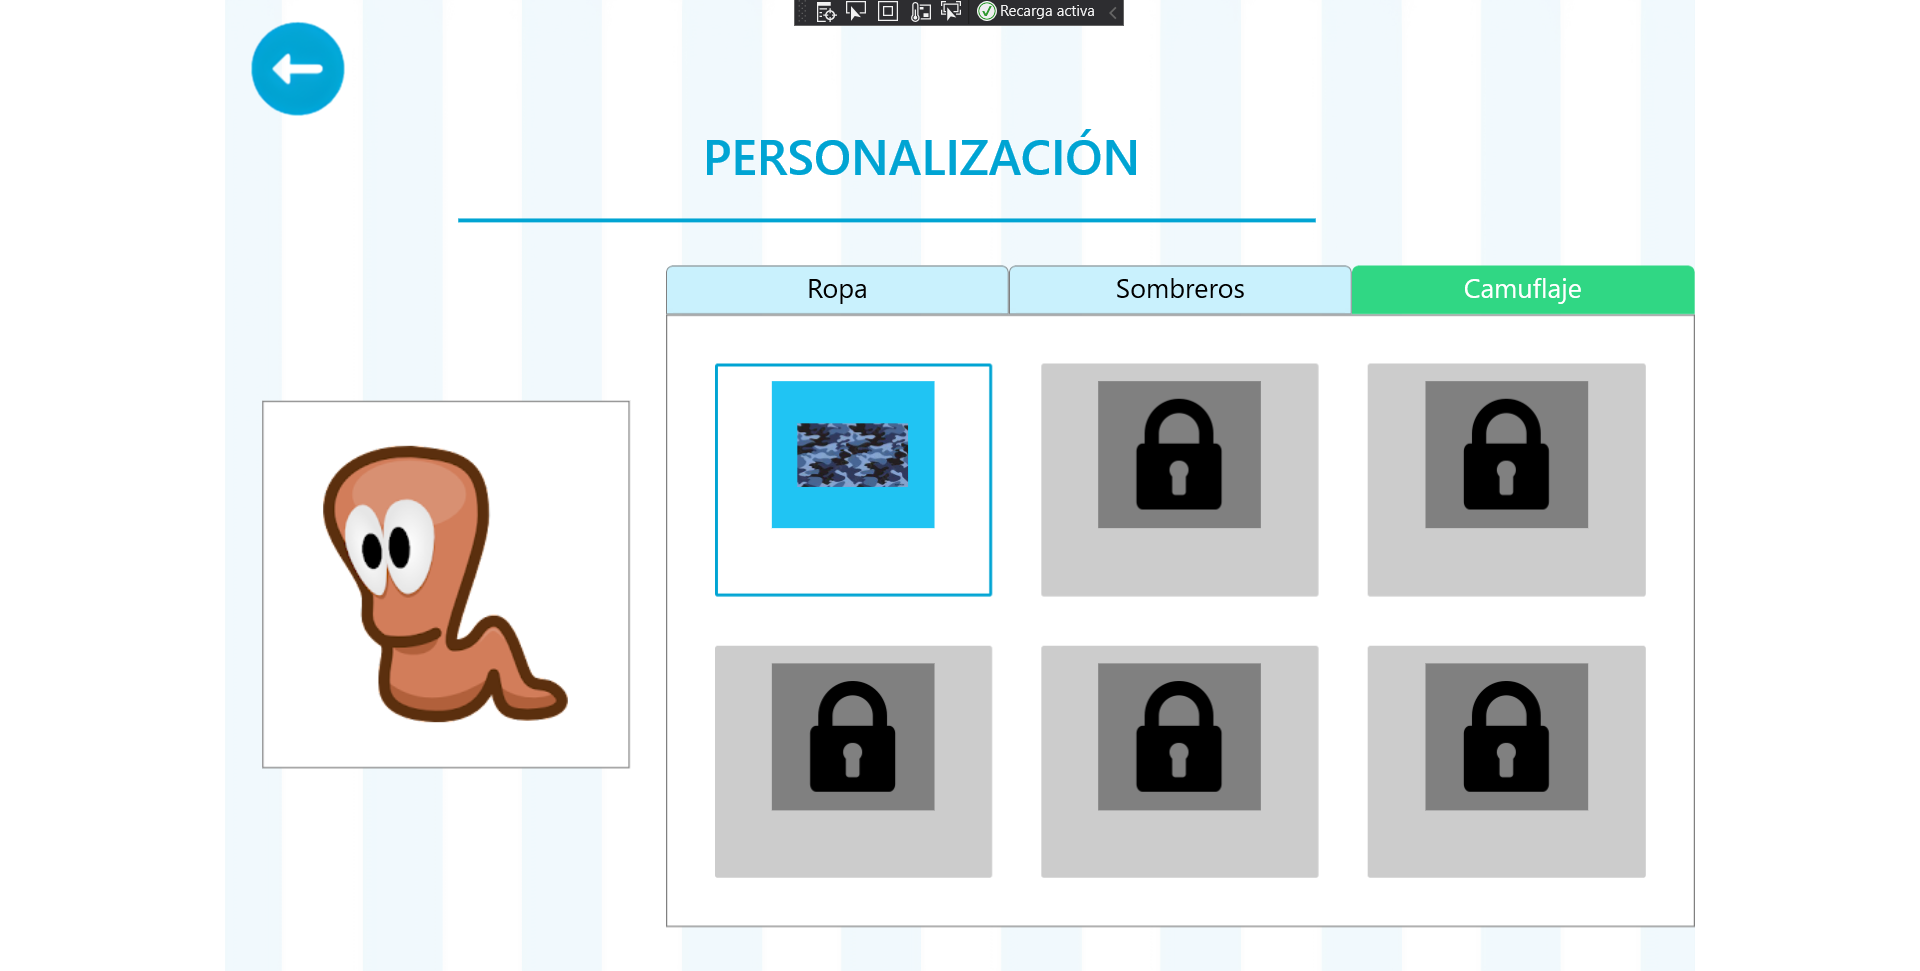 Recarga activa
PERSONALIZACIÓN
Ropa
Sombreros
Camuflaje